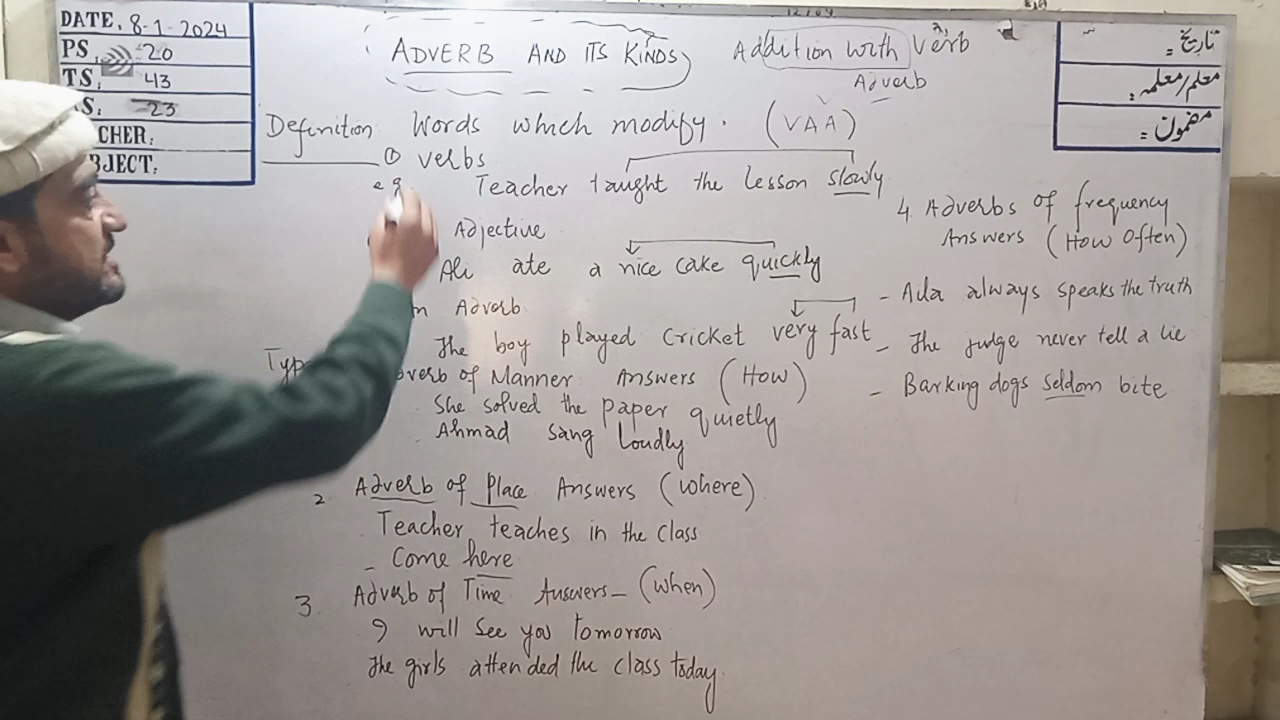 DATE. 8-1-2024
PS. 20
TS. 43
S. 23
CHER:
BJECT:
ADVERB AND ITS KINDS
Addition with Verb
Adverb
Definition Words which modify. (VAA)
① verbs
eg Teacher taught the lesson slowly
Adjective
Ali ate a nice cake quickly
n Adverb
The boy played cricket very fast
Typ verb of Manner Answers (How)
She solved the paper quietly
Ahmad sang loudly
2 Adverb of Place Answers (where)
Teacher teaches in the class
- Come here
3. Adverb of Time Answers - (when)
I will see you tomorrow
The girls attended the class today.
4. Adverbs of frequency
Answers (How Often)
- Aila always speaks the truth
- The judge never tell a lie
- Barking dogs seldom bite
تاریخ =
معلم/معلمہ =
مضمون =